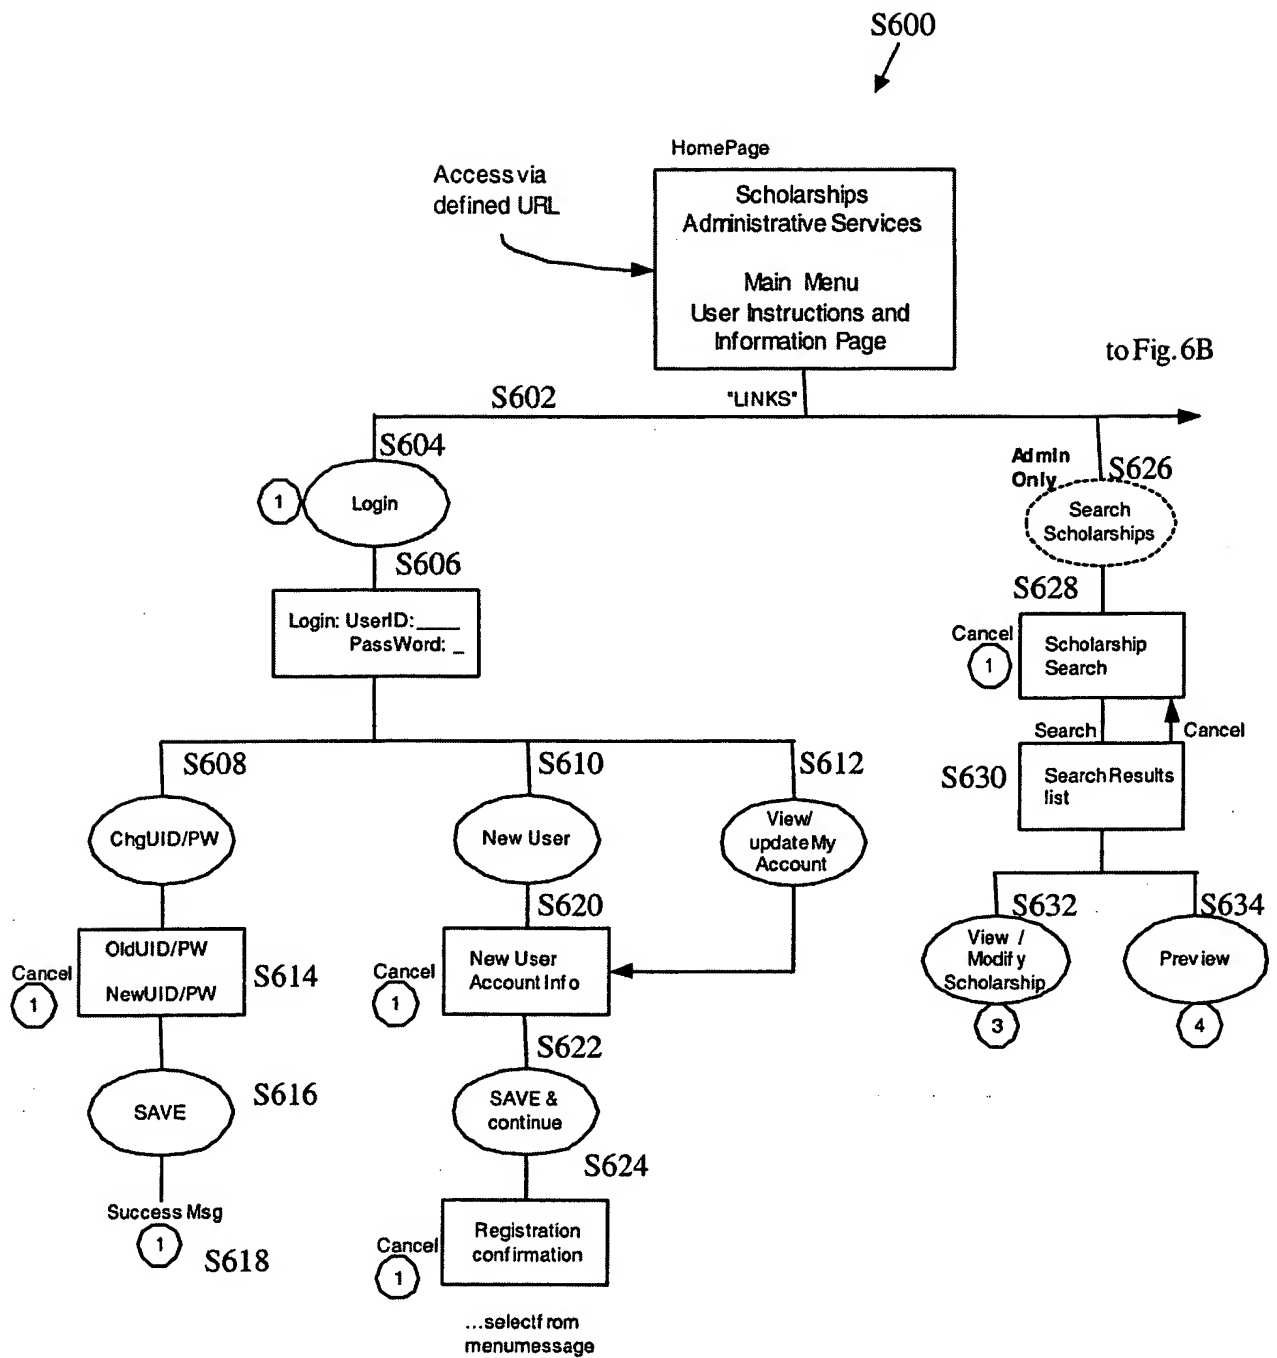 S600
HomePage
Access via
defined URL
Scholarships
Administrative Services
Main Menu
User Instructions and
Information Page
to Fig. 6B
S602
"LINKS"
S604
1
Login
S606
Login: UserID:____
PassWord: _
Admin
Only
S626
Search
Scholarships
S628
Cancel
1
Scholarship
Search
Search
Cancel
S630
Search Results
list
S608
S610
S612
ChgUID/PW
New User
View/
update My
Account
S620
S632
S634
View /
Modify
Scholarship
Preview
3
4
OldUID/PW
NewUID/PW
Cancel
1
S614
New User
Account Info
Cancel
1
S622
SAVE
S616
SAVE &
continue
S624
Success Msg
1
S618
Registration
confirmation
Cancel
1
...select from
menumessage